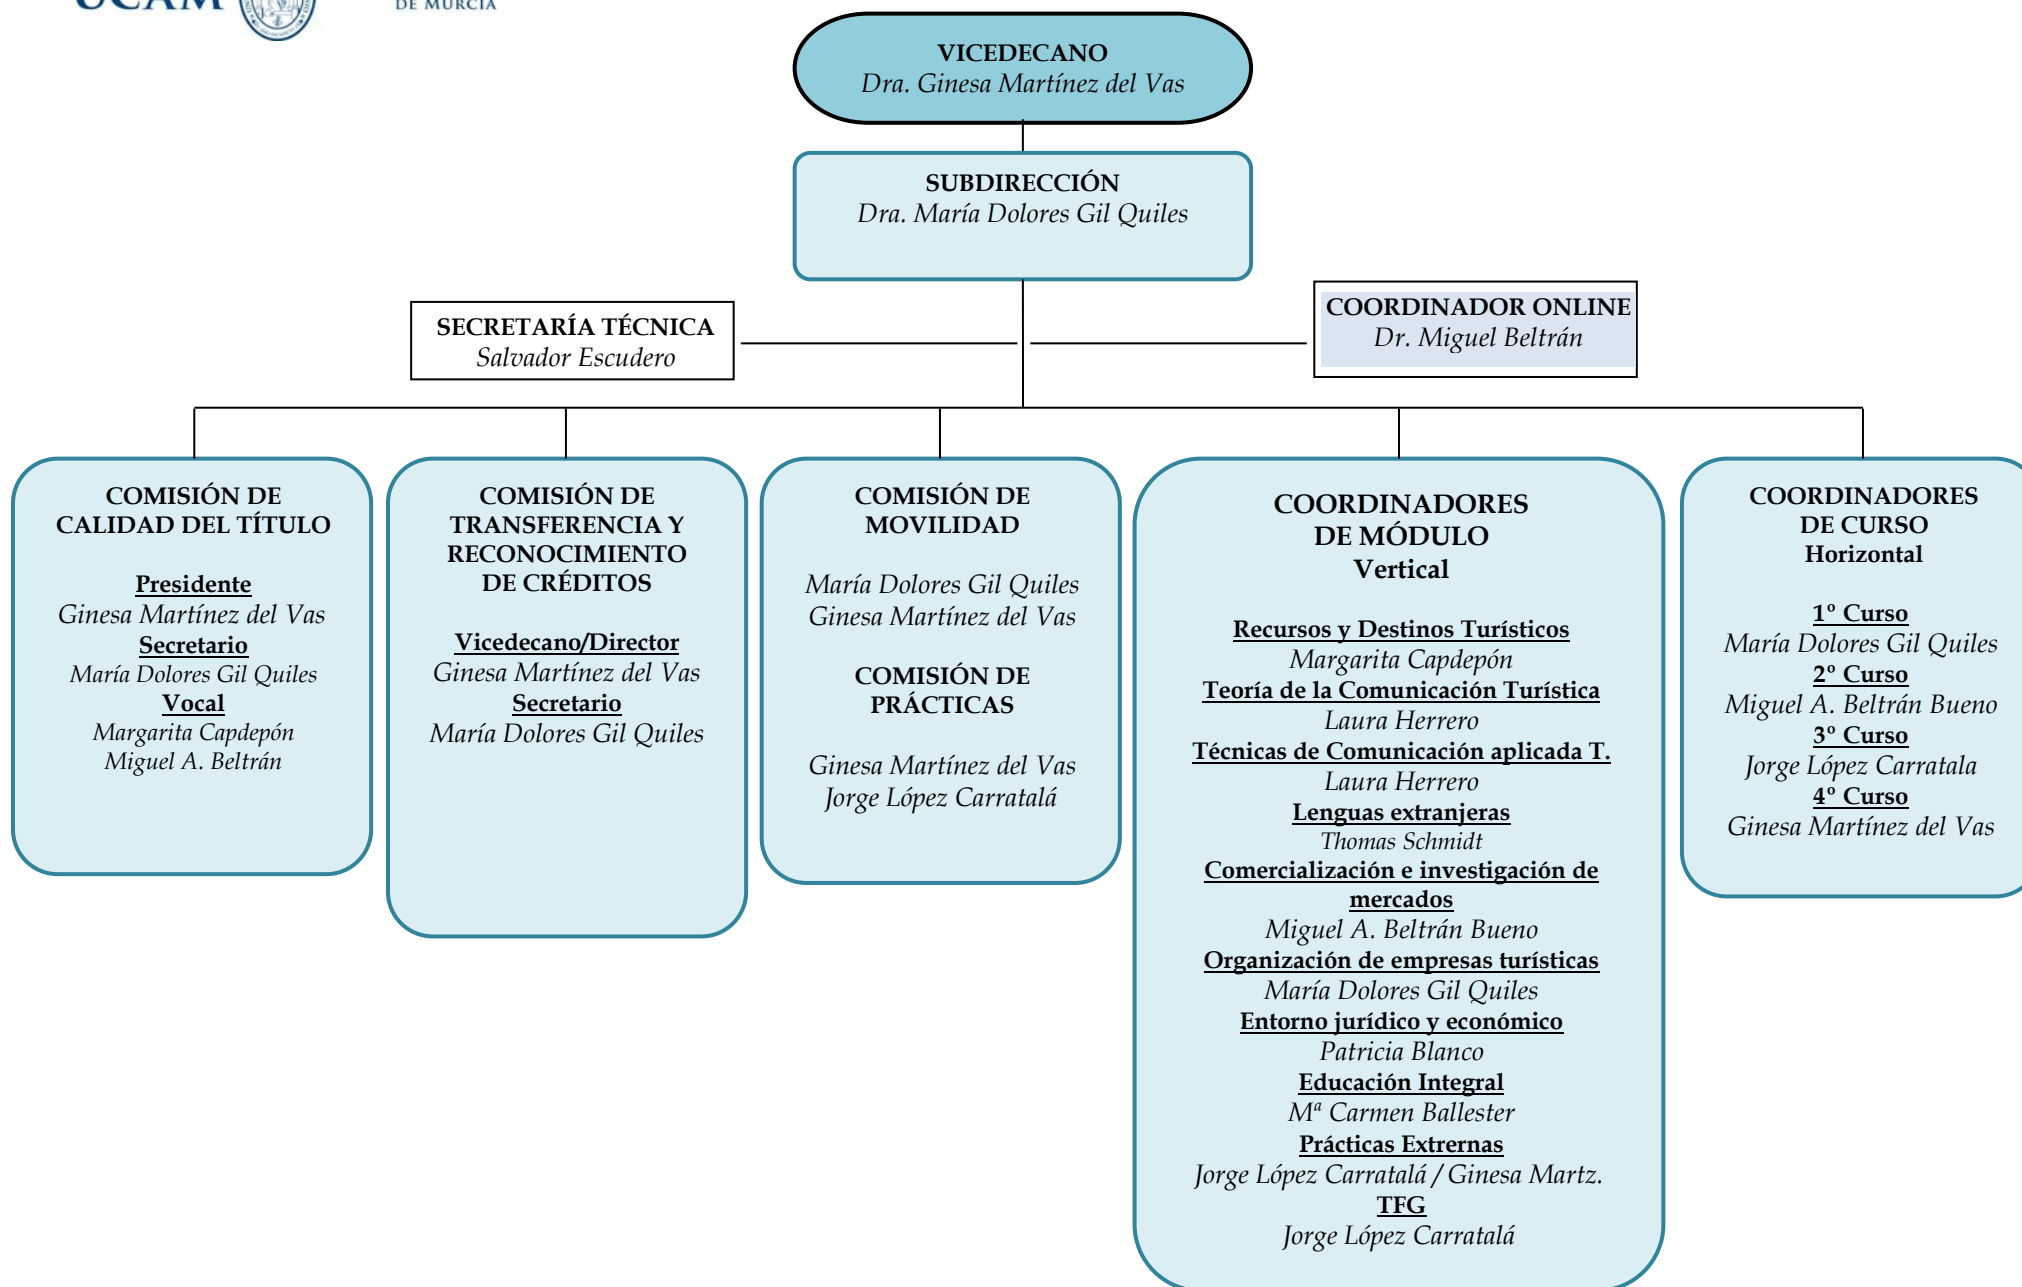 UCAM
DE MURCIA
VICEDECANO
Dra. Ginesa Martínez del Vas
SUBDIRECCIÓN
Dra. María Dolores Gil Quiles
SECRETARÍA TÉCNICA
Salvador Escudero
COORDINADOR ONLINE
Dr. Miguel Beltrán
COMISIÓN DE
CALIDAD DEL TÍTULO
Presidente
Ginesa Martínez del Vas
Secretario
María Dolores Gil Quiles
Vocal
Margarita Capdepón
Miguel A. Beltrán
COMISIÓN DE
TRANSFERENCIA Y
RECONOCIMIENTO
DE CRÉDITOS
Vicedecano/Director
Ginesa Martínez del Vas
Secretario
María Dolores Gil Quiles
COMISIÓN DE
MOVILIDAD
María Dolores Gil Quiles
Ginesa Martínez del Vas
COMISIÓN DE
PRÁCTICAS
Ginesa Martínez del Vas
Jorge López Carratalá
COORDINADORES
DE MÓDULO
Vertical
Recursos y Destinos Turísticos
Margarita Capdepón
Teoría de la Comunicación Turística
Laura Herrero
Técnicas de Comunicación aplicada T.
Laura Herrero
Lenguas extranjeras
Thomas Schmidt
Comercialización e investigación de
mercados
Miguel A. Beltrán Bueno
Organización de empresas turísticas
María Dolores Gil Quiles
Entorno jurídico y económico
Patricia Blanco
Educación Integral
Mª Carmen Ballester
Prácticas Extrernas
Jorge López Carratalá / Ginesa Martz.
TFG
Jorge López Carratalá
COORDINADORES
DE CURSO
Horizontal
1º Curso
María Dolores Gil Quiles
2º Curso
Miguel A. Beltrán Bueno
3º Curso
Jorge López Carratala
4º Curso
Ginesa Martínez del Vas